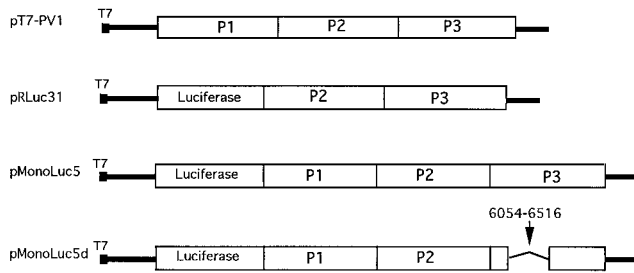 T7
pT7-PV1 P1 P2 P3
T7
pRLuc31 Luciferase P2 P3
T7
pMonoLuc5 Luciferase P1 P2 P3
6054-6516
T7
pMonoLuc5d Luciferase P1 P2